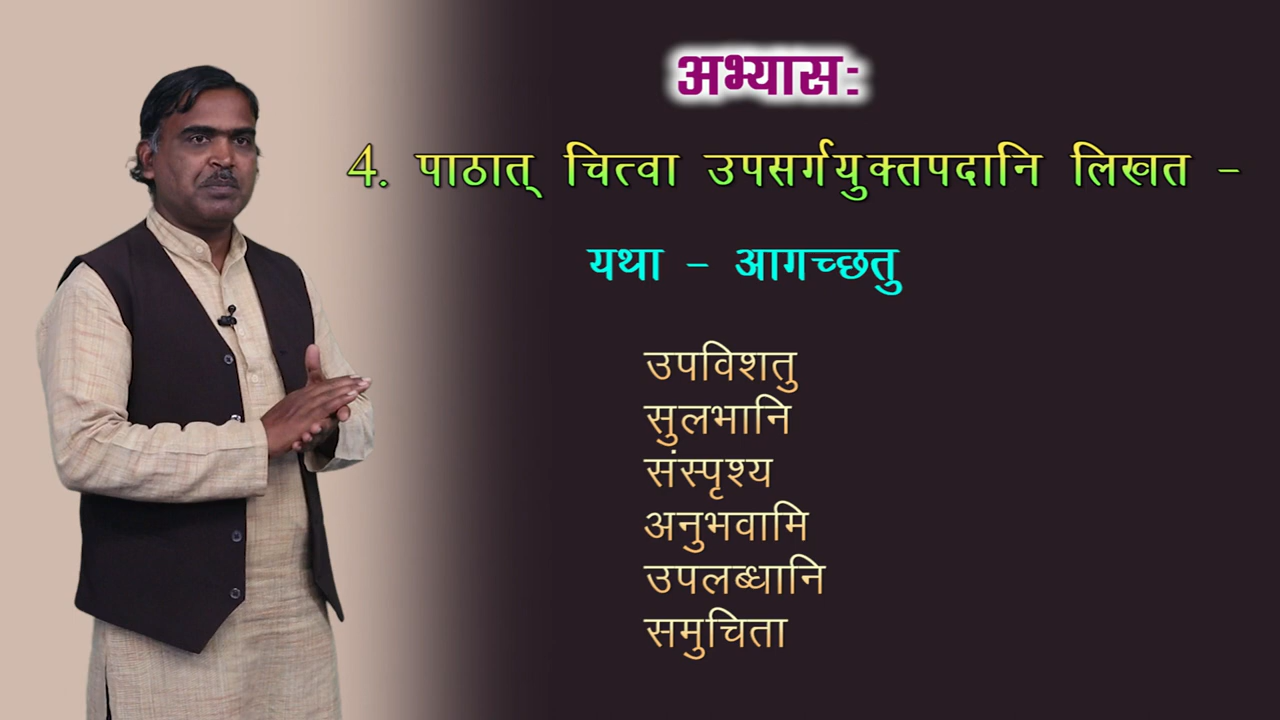 अभ्यासः
4. पाठात् चित्वा उपसर्गयुक्तपदानि लिखत -
यथा - आगच्छतु
उपविशतु
सुलभानि
संस्पृश्य
अनुभवामि
उपलब्धानि
समुचिता